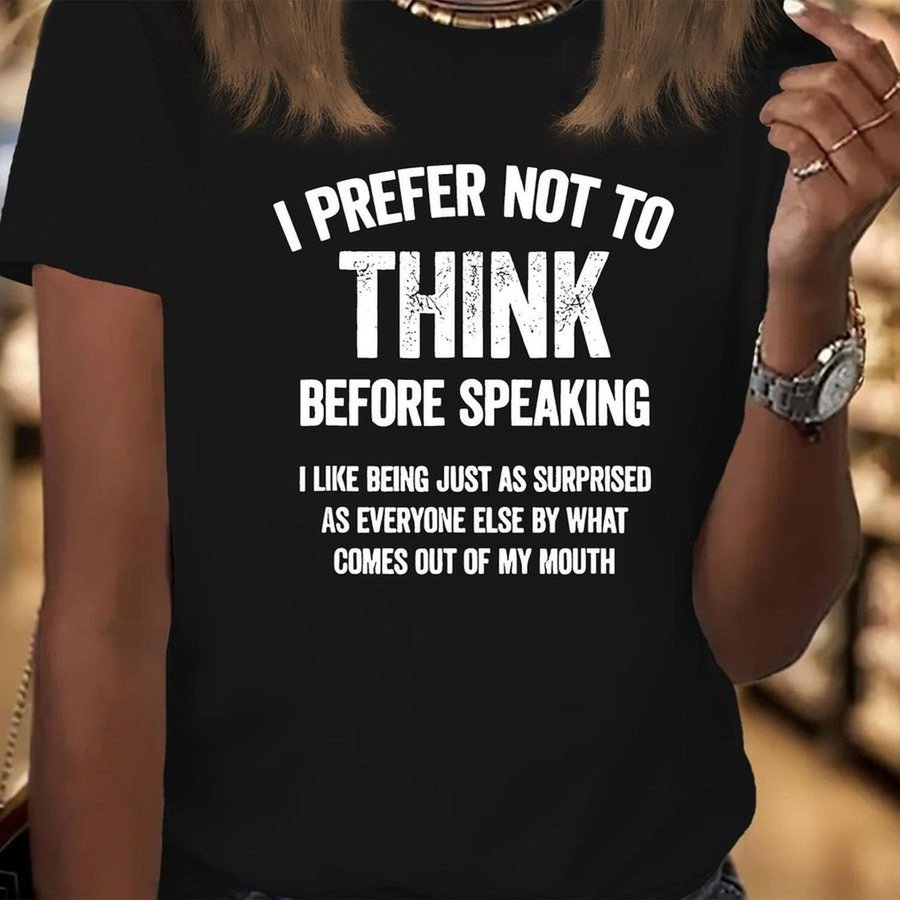 I PREFER NOT TO
THINK
BEFORE SPEAKING
I LIKE BEING JUST AS SURPRISED
AS EVERYONE ELSE BY WHAT
COMES OUT OF MY MOUTH